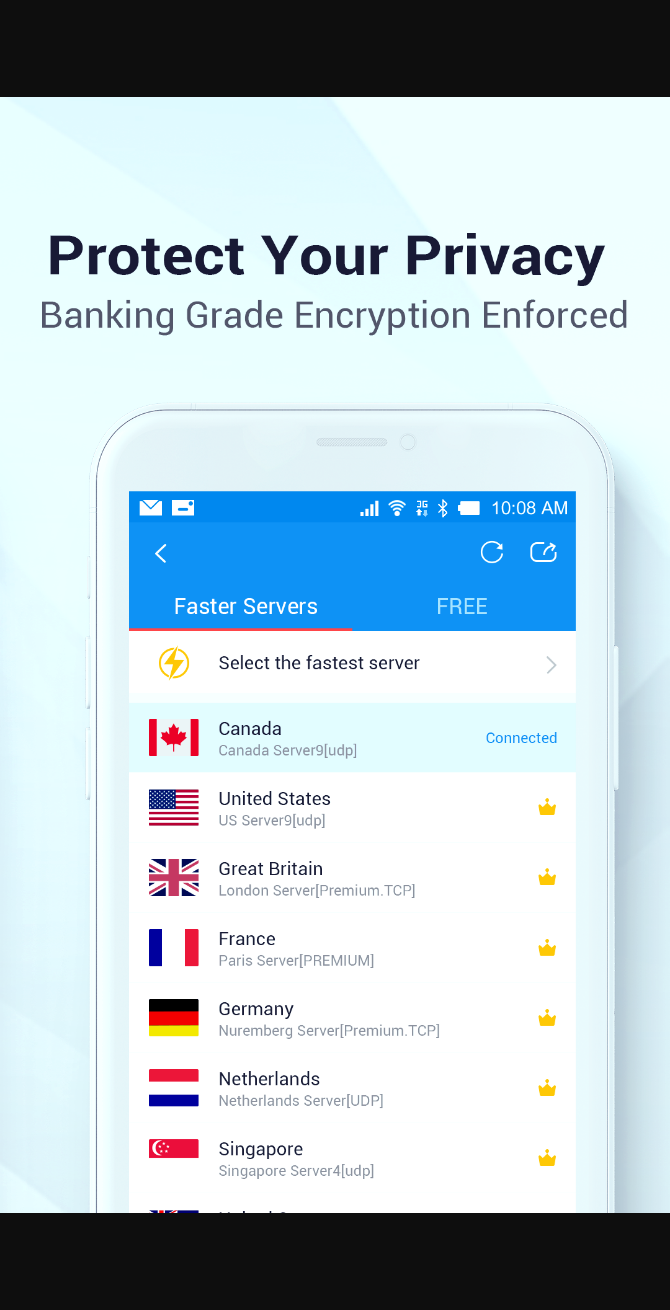 Protect Your Privacy
Banking Grade Encryption Enforced
3G 10:08 AM
Faster Servers FREE
Select the fastest server
Canada
Canada Server9[udp]
Connected
United States
US Server9[udp]
Great Britain
London Server[Premium.TCP]
France
Paris Server[PREMIUM]
Germany
Nuremberg Server[Premium.TCP]
Netherlands
Netherlands Server[UDP]
Singapore
Singapore Server4[udp]